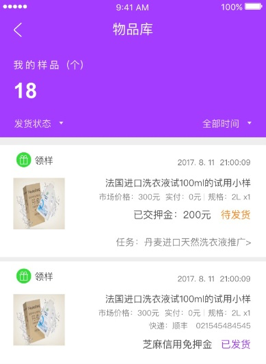 9:41 AM 100%
物品库
我的样品（个）
18
发货状态 全部时间
领样 2017. 8. 11 21:00:09
法国进口洗衣液试100ml的试用小样
市场价格：300元 实付：0元 | 规格：2L x1
已交押金：200元 待发货
任务：丹麦进口天然洗衣液推广>
领样 2017. 8. 11 21:00:09
法国进口洗衣液试100ml的试用小样
市场价格：300元 实付：0元 | 规格：2L x1
快递：顺丰 021545484545
芝麻信用免押金 已发货